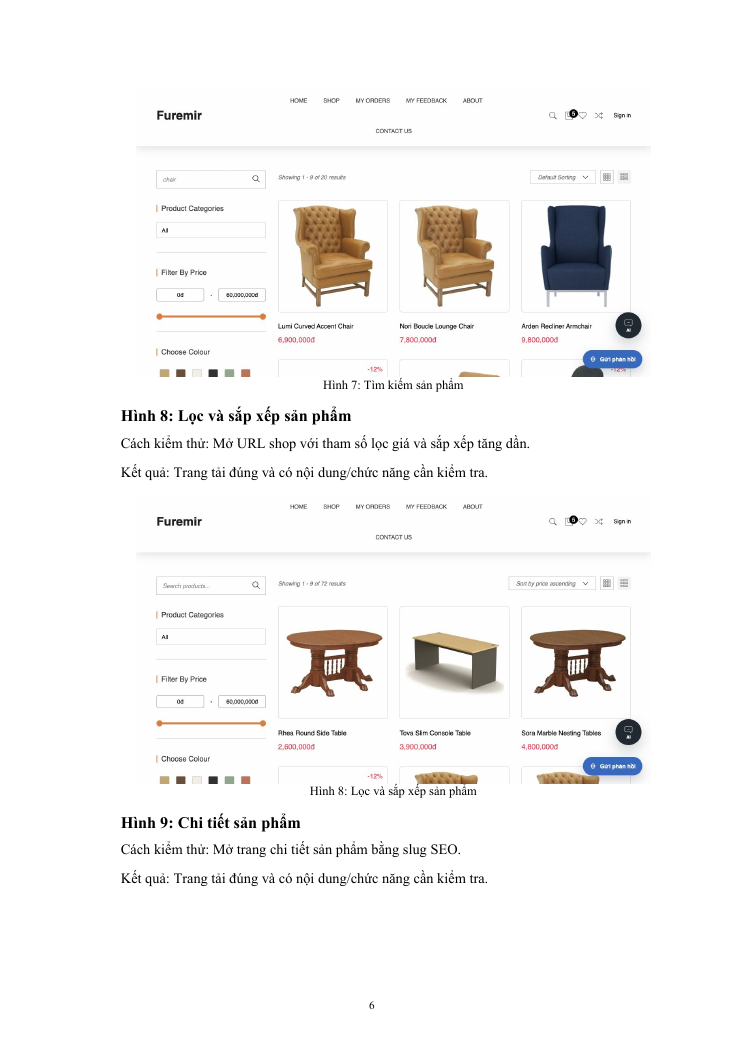 HOME SHOP MY ORDERS MY FEEDBACK ABOUT
Furemir
Sign in
CONTACT US
chair
Showing 1 - 9 of 20 results
Default Sorting
Product Categories
All
Filter By Price
0đ - 60,000,000đ
Lumi Curved Accent Chair
Nori Boucle Lounge Chair
Arden Recliner Armchair
6,900,000đ
7,800,000đ
9,800,000đ
AI
Choose Colour
Gửi phản hồi
-12%
-12%
Hình 7: Tìm kiếm sản phẩm
Hình 8: Lọc và sắp xếp sản phẩm
Cách kiểm thử: Mở URL shop với tham số lọc giá và sắp xếp tăng dần.
Kết quả: Trang tải đúng và có nội dung/chức năng cần kiểm tra.
HOME SHOP MY ORDERS MY FEEDBACK ABOUT
Furemir
Sign in
CONTACT US
Search products...
Showing 1 - 9 of 72 results
Sort by price ascending
Product Categories
All
Filter By Price
0đ - 60,000,000đ
Rhea Round Side Table
Tova Slim Console Table
Sora Marble Nesting Tables
2,600,000đ
3,900,000đ
4,800,000đ
AI
Choose Colour
Gửi phản hồi
-12%
Hình 8: Lọc và sắp xếp sản phẩm
Hình 9: Chi tiết sản phẩm
Cách kiểm thử: Mở trang chi tiết sản phẩm bằng slug SEO.
Kết quả: Trang tải đúng và có nội dung/chức năng cần kiểm tra.
6